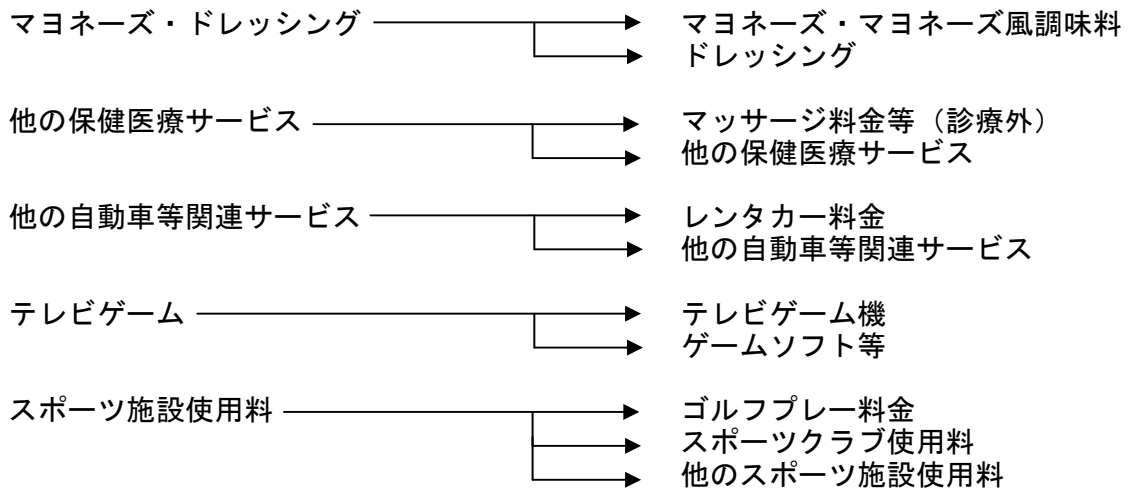 マヨネーズ・ドレッシング
マヨネーズ・マヨネーズ風調味料
ドレッシング
他の保健医療サービス
マッサージ料金等（診療外）
他の保健医療サービス
他の自動車等関連サービス
レンタカー料金
他の自動車等関連サービス
テレビゲーム
テレビゲーム機
ゲームソフト等
スポーツ施設使用料
ゴルフプレー料金
スポーツクラブ使用料
他のスポーツ施設使用料